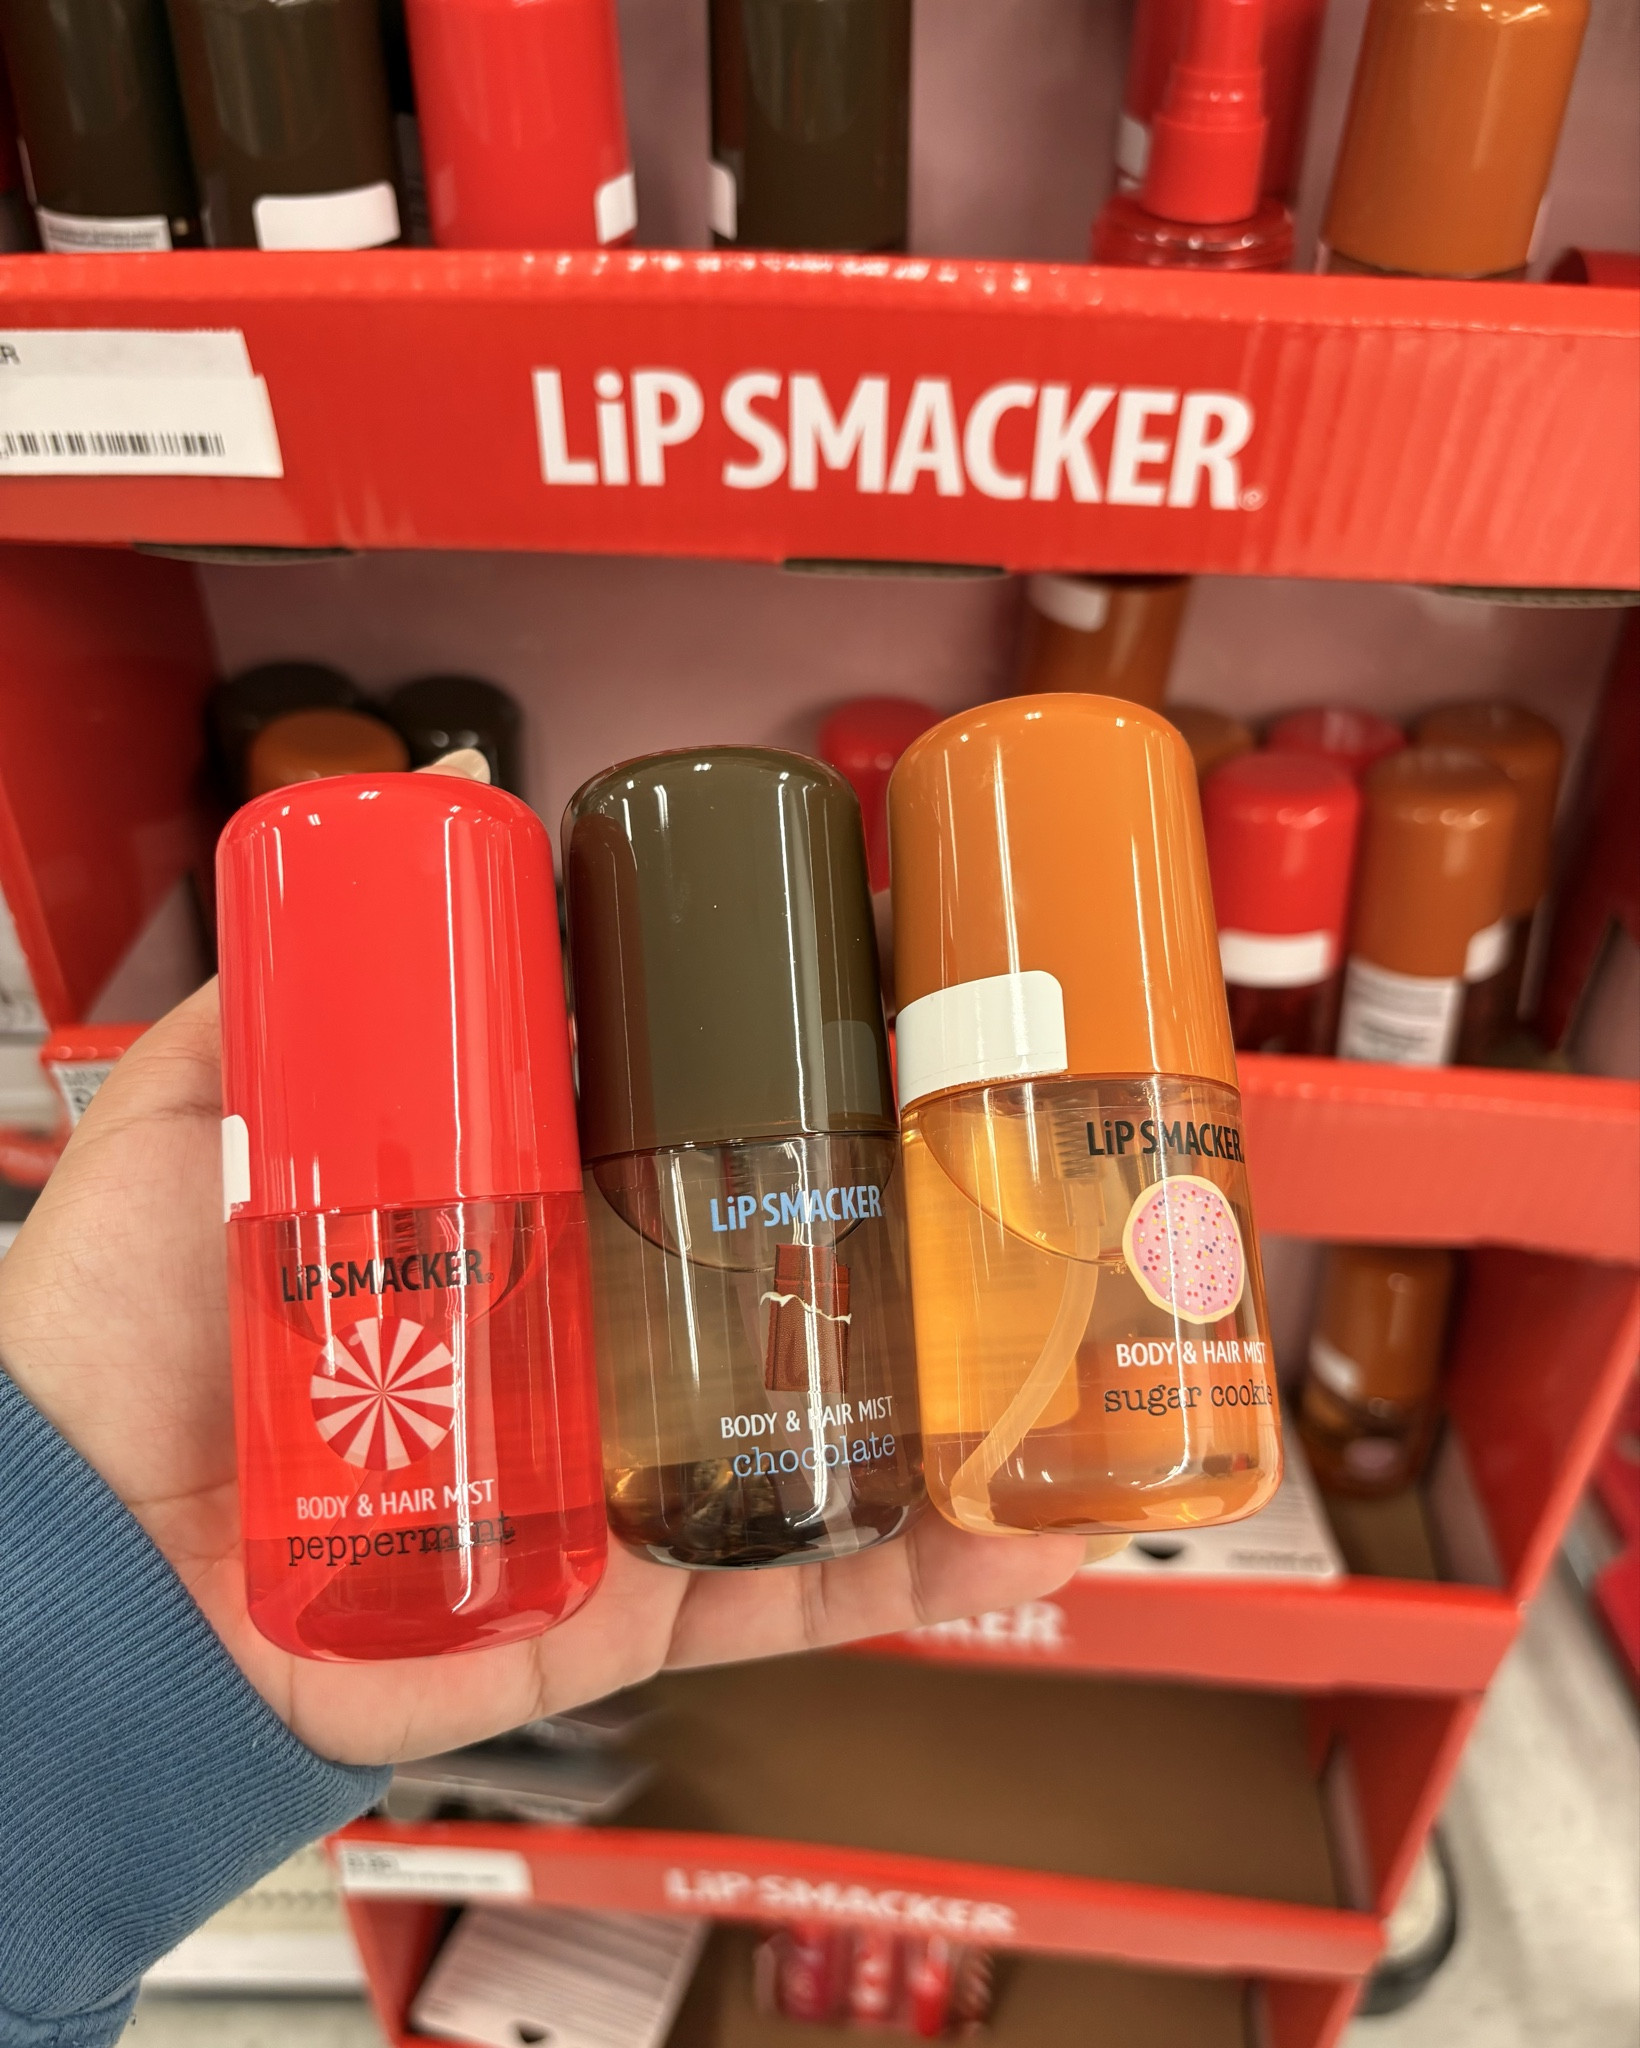 LiP SMACKER®
LiP SMACKER®
BODY & HAIR MIST
peppermint
LiP SMACKER
BODY & HAIR MIST
chocolate
LiP SMACKER
BODY & HAIR MIST
sugar cookie
KER
LiP SMACKER